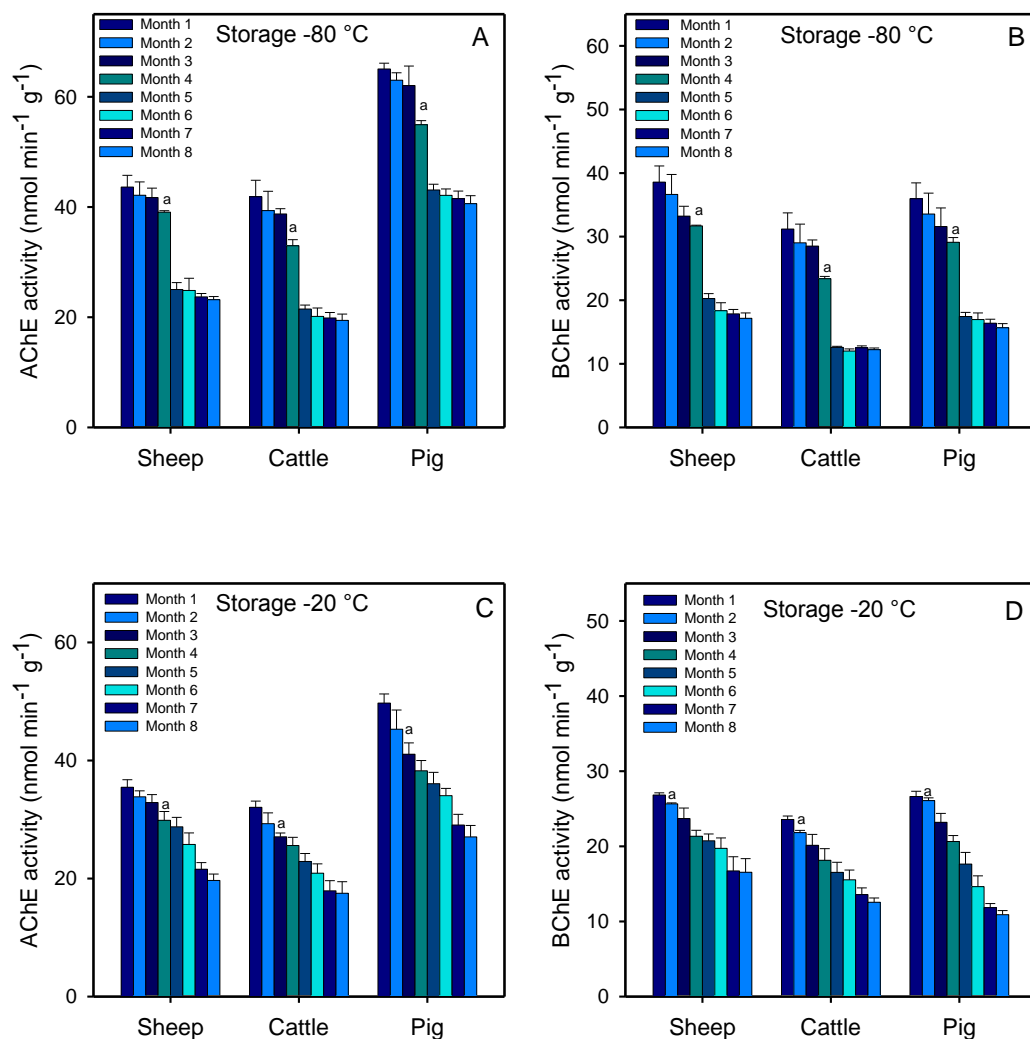 Storage -80 °C
A
Month 1
Month 2
Month 3
Month 4
Month 5
Month 6
Month 7
Month 8
AChE activity (nmol min-1 g-1)
60
40
20
0
a
a
a
Sheep
Cattle
Pig
Storage -80 °C
B
Month 1
Month 2
Month 3
Month 4
Month 5
Month 6
Month 7
Month 8
BChE activity (nmol min-1 g-1)
60
50
40
30
20
10
0
a
a
a
Sheep
Cattle
Pig
Storage -20 °C
C
Month 1
Month 2
Month 3
Month 4
Month 5
Month 6
Month 7
Month 8
AChE activity (nmol min-1 g-1)
60
40
20
0
a
a
a
Sheep
Cattle
Pig
Storage -20 °C
D
Month 1
Month 2
Month 3
Month 4
Month 5
Month 6
Month 7
Month 8
BChE activity (nmol min-1 g-1)
50
40
30
20
10
0
a
a
a
Sheep
Cattle
Pig